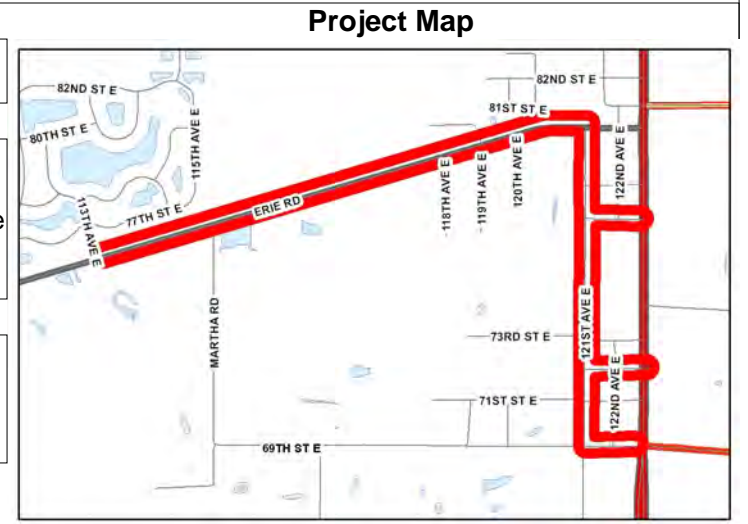 Project Map
82ND ST E
82ND ST E
81ST ST E
80TH ST E
115TH AVE E
122ND AVE E
120TH AVE E
119TH AVE E
118TH AVE E
113TH AVE E
77TH ST E
ERIE RD
e
MARTHA RD
121ST AVE E
73RD ST E
122ND AVE E
71ST ST E
69TH ST E